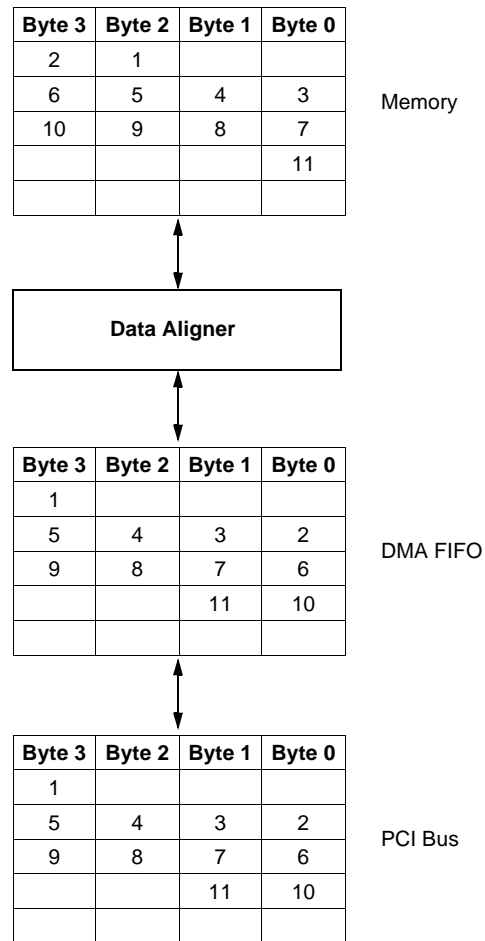 Byte 3 Byte 2 Byte 1 Byte 0
2 1
6 5 4 3
Memory
10 9 8 7
11
Data Aligner
Byte 3 Byte 2 Byte 1 Byte 0
1
5 4 3 2
DMA FIFO
9 8 7 6
11 10
Byte 3 Byte 2 Byte 1 Byte 0
1
5 4 3 2
PCI Bus
9 8 7 6
11 10